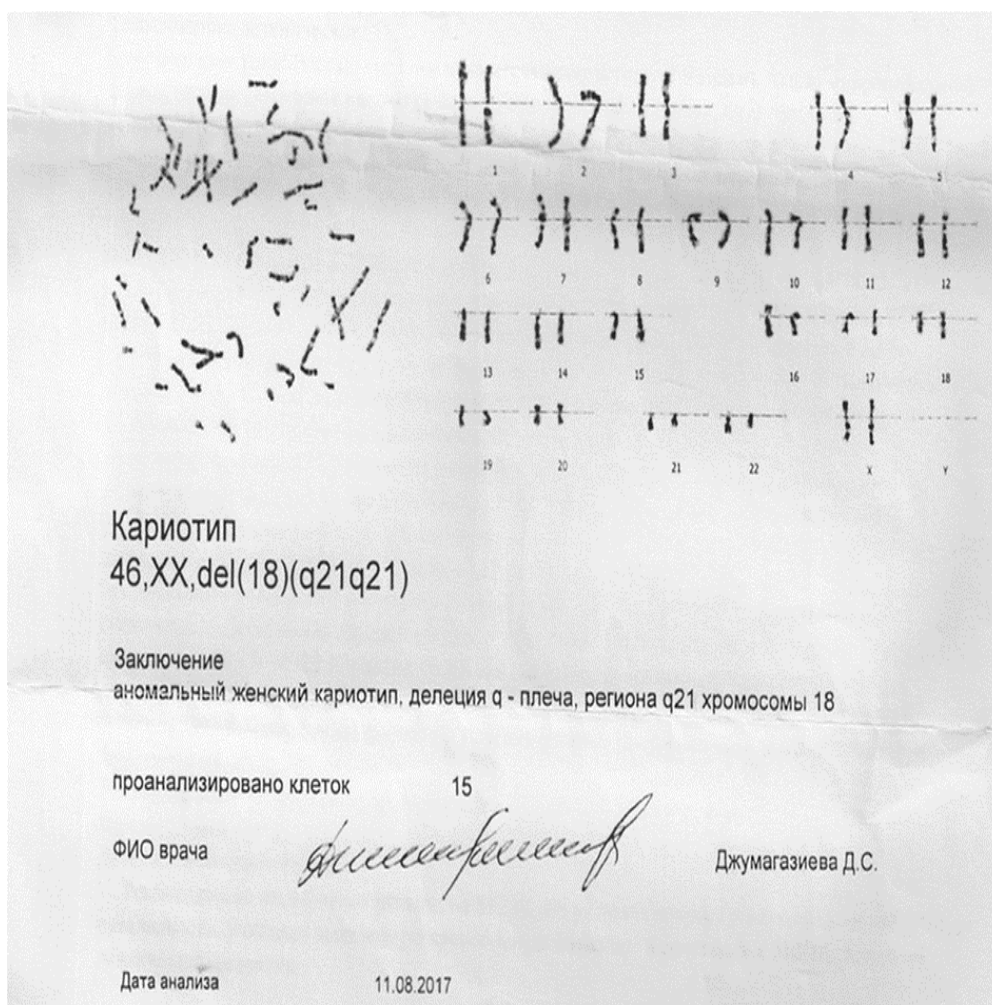 1 2 3 4 5
6 7 8 9 10 11 12
13 14 15 16 17 18
19 20 21 22 X Y
Кариотип
46,XX,del(18)(q21q21)
Заключение
аномальный женский кариотип, делеция q - плеча, региона q21 хромосомы 18
проанализировано клеток 15
ФИО врача Джумагазиева Д.С.
Дата анализа 11.08.2017